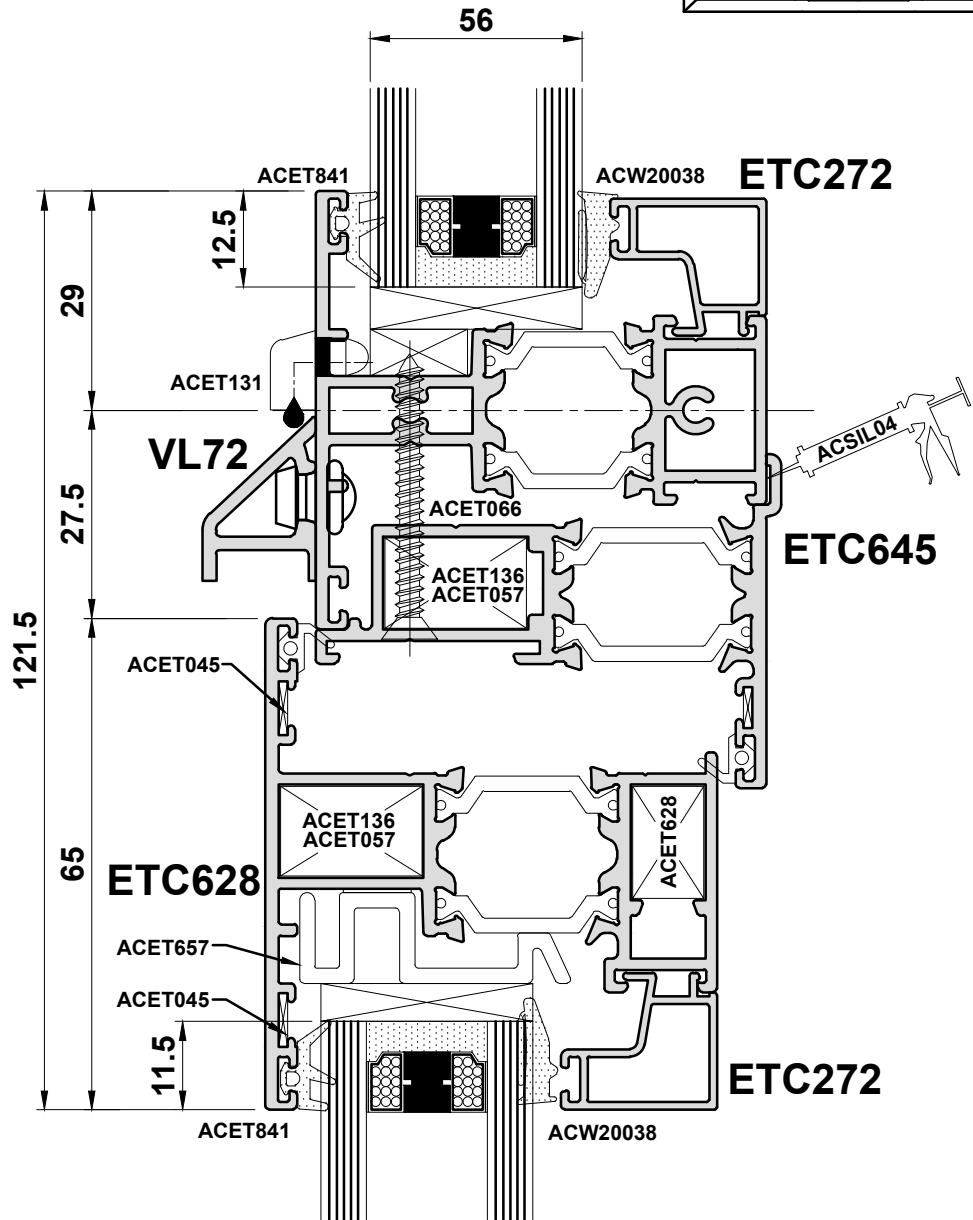 56
ACET841
ACW20038
ETC272
12.5
29
ACET131
VL72
ACSIL04
27.5
ACET066
ETC645
ACET136
ACET057
121.5
ACET045
65
ACET136
ACET057
ACET628
ETC628
ACET657
ACET045
11.5
ETC272
ACET841
ACW20038